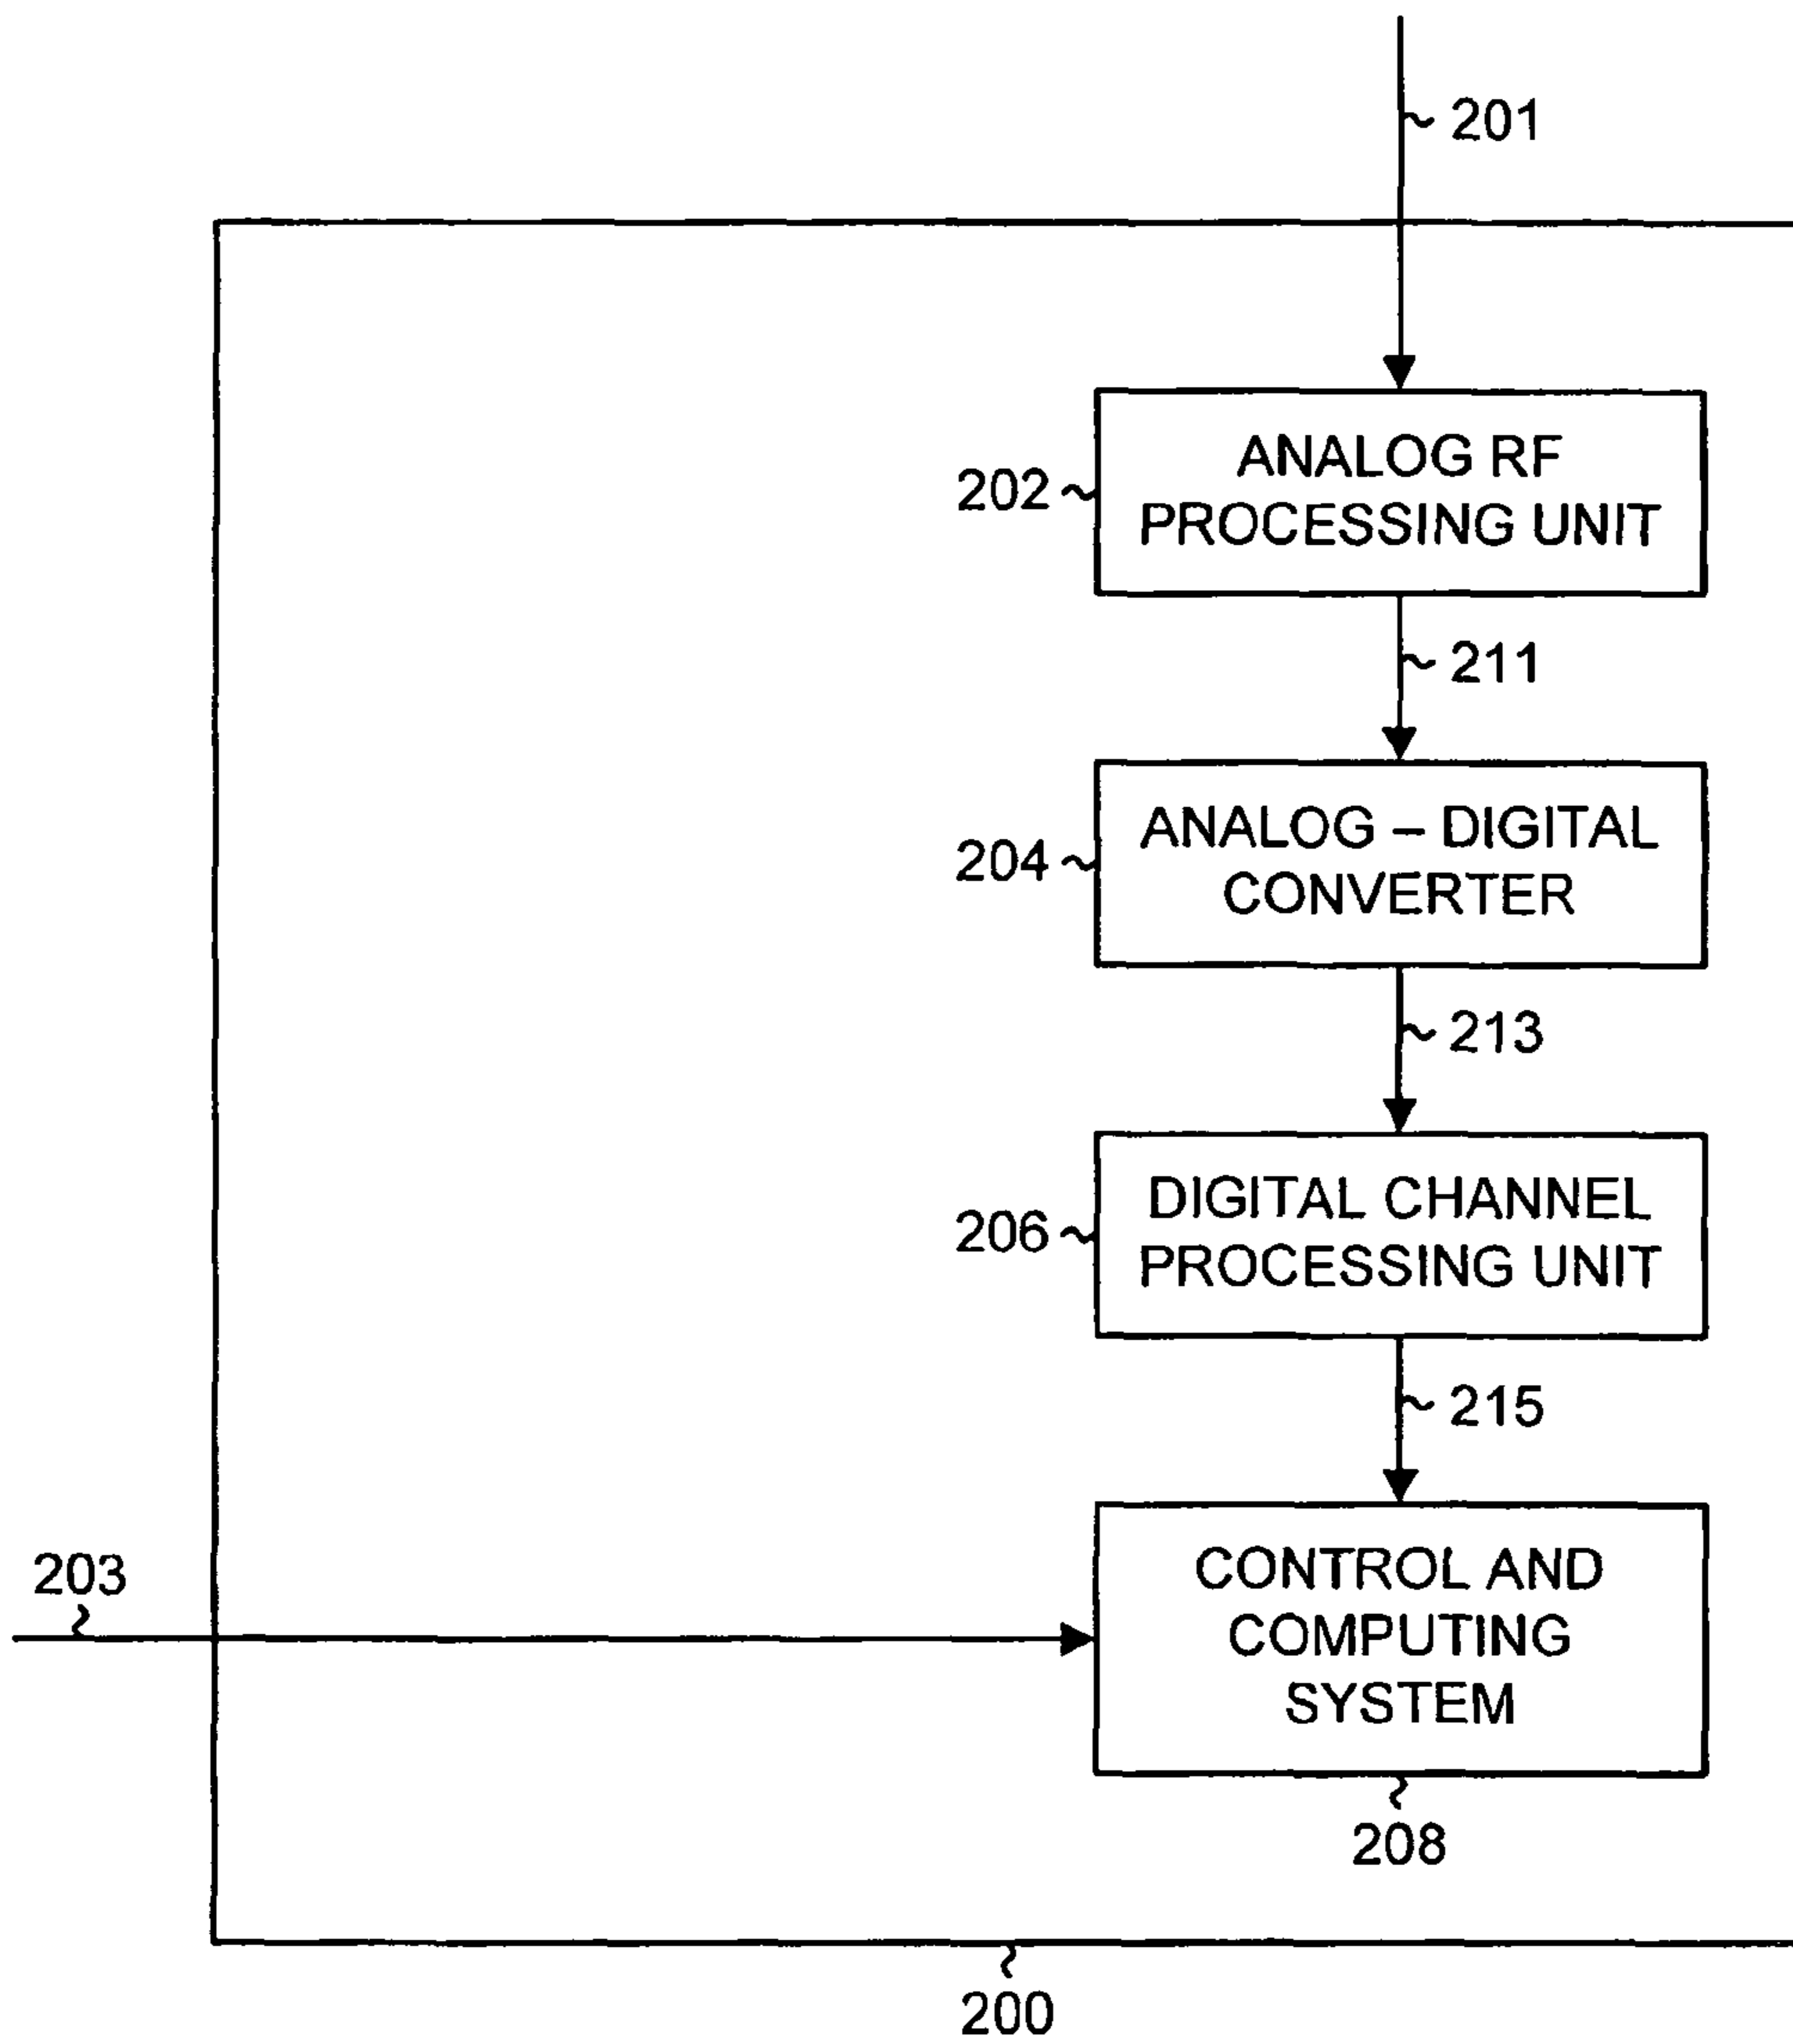 201
ANALOG RF
PROCESSING UNIT
202
211
ANALOG – DIGITAL
CONVERTER
204
213
DIGITAL CHANNEL
PROCESSING UNIT
206
215
203
CONTROL AND
COMPUTING
SYSTEM
208
200